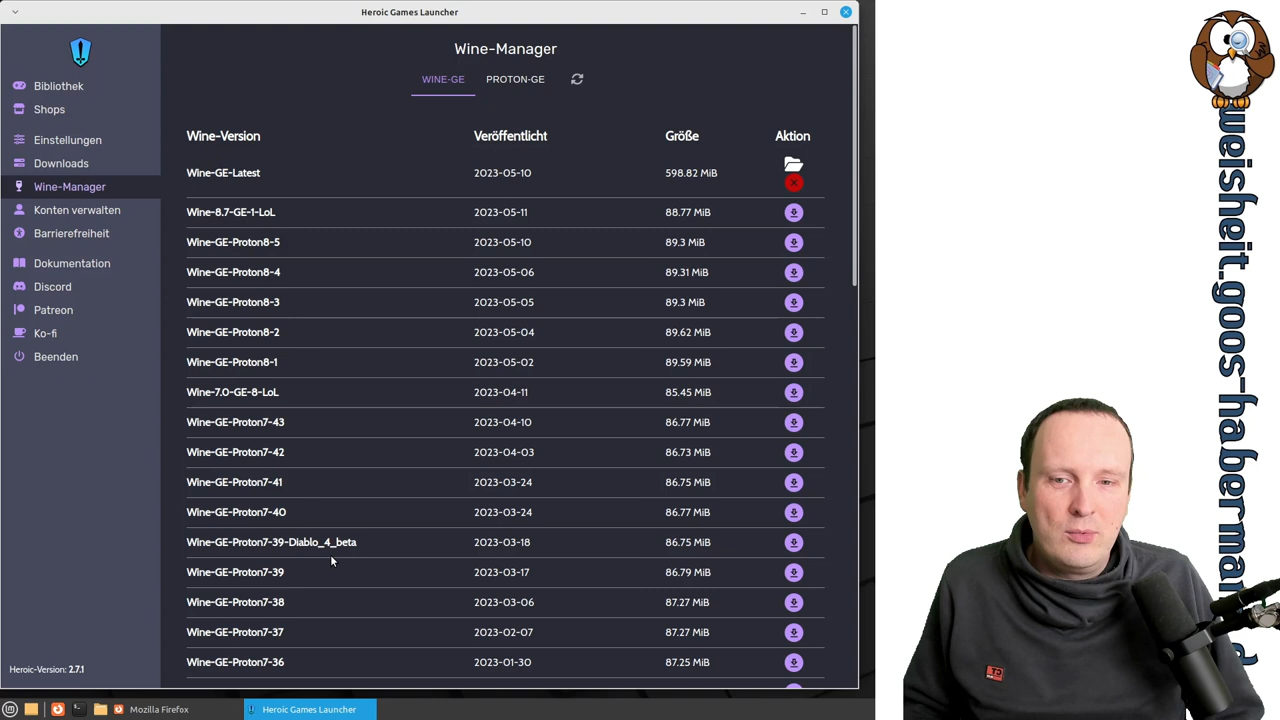 Heroic Games Launcher
Bibliothek
Shops
Einstellungen
Downloads
Wine-Manager
Konten verwalten
Barrierefreiheit
Dokumentation
Discord
Patreon
Ko-fi
Beenden
Heroic-Version: 2.7.1
Wine-Manager
WINE-GE PROTON-GE
Wine-Version Veröffentlicht Größe Aktion
Wine-GE-Latest 2023-05-10 598.82 MiB
Wine-8.7-GE-1-LoL 2023-05-11 88.77 MiB
Wine-GE-Proton8-5 2023-05-10 89.3 MiB
Wine-GE-Proton8-4 2023-05-06 89.31 MiB
Wine-GE-Proton8-3 2023-05-05 89.3 MiB
Wine-GE-Proton8-2 2023-05-04 89.62 MiB
Wine-GE-Proton8-1 2023-05-02 89.59 MiB
Wine-7.0-GE-8-LoL 2023-04-11 85.45 MiB
Wine-GE-Proton7-43 2023-04-10 86.77 MiB
Wine-GE-Proton7-42 2023-04-03 86.73 MiB
Wine-GE-Proton7-41 2023-03-24 86.75 MiB
Wine-GE-Proton7-40 2023-03-24 86.77 MiB
Wine-GE-Proton7-39-Diablo_4_beta 2023-03-18 86.75 MiB
Wine-GE-Proton7-39 2023-03-17 86.79 MiB
Wine-GE-Proton7-38 2023-03-06 87.27 MiB
Wine-GE-Proton7-37 2023-02-07 87.27 MiB
Wine-GE-Proton7-36 2023-01-30 87.25 MiB
Mozilla Firefox
Heroic Games Launcher